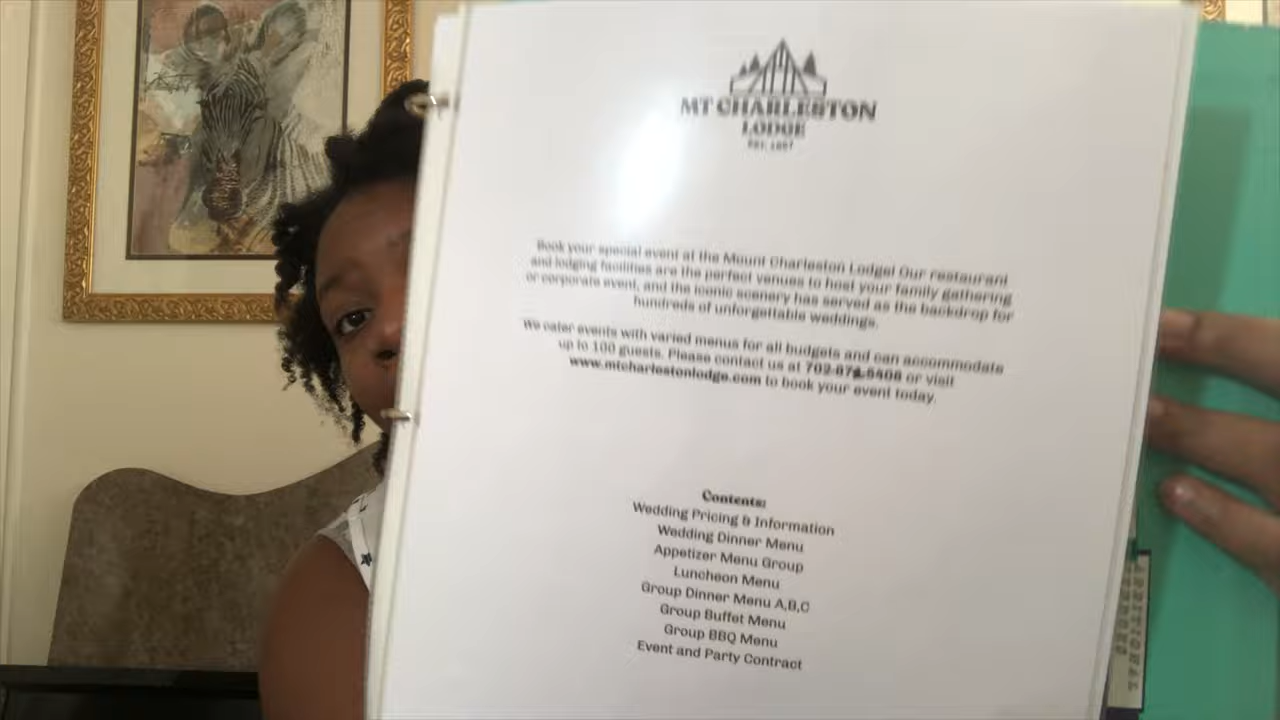 MT CHARLESTON
LODGE
EST. 1957
Book your special event at the Mount Charleston Lodge! Our restaurant
and lodging facilities are the perfect venues to host your family gathering
or corporate event, and the iconic scenery has served as the backdrop for
hundreds of unforgettable weddings.
We cater events with varied menus for all budgets and can accommodate
up to 100 guests. Please contact us at or visit
www.mtcharlestonlodge.com to book your event today.
Contents:
Wedding Pricing & Information
Wedding Dinner Menu
Appetizer Menu Group
Luncheon Menu
Group Dinner Menu A,B,C
Group Buffet Menu
Group BBQ Menu
Event and Party Contract